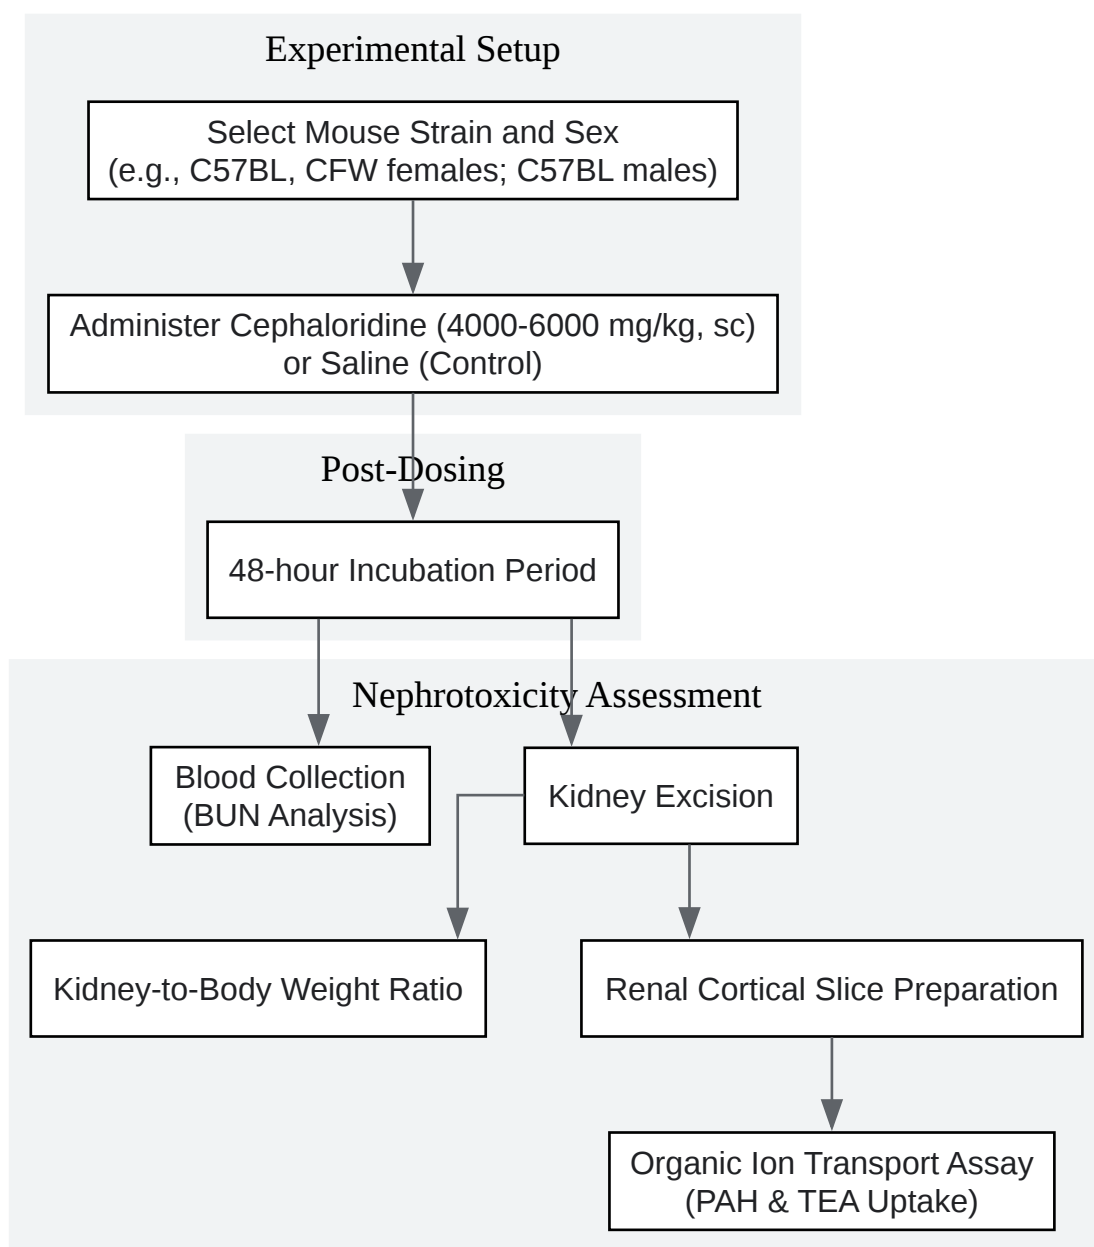 Experimental Setup
Select Mouse Strain and Sex
(e.g., C57BL, CFW females; C57BL males)
Administer Cephaloridine (4000-6000 mg/kg, sc)
or Saline (Control)
Post-Dosing
48-hour Incubation Period
Nephrotoxicity Assessment
Blood Collection
(BUN Analysis)
Kidney Excision
Kidney-to-Body Weight Ratio
Renal Cortical Slice Preparation
Organic Ion Transport Assay
(PAH & TEA Uptake)